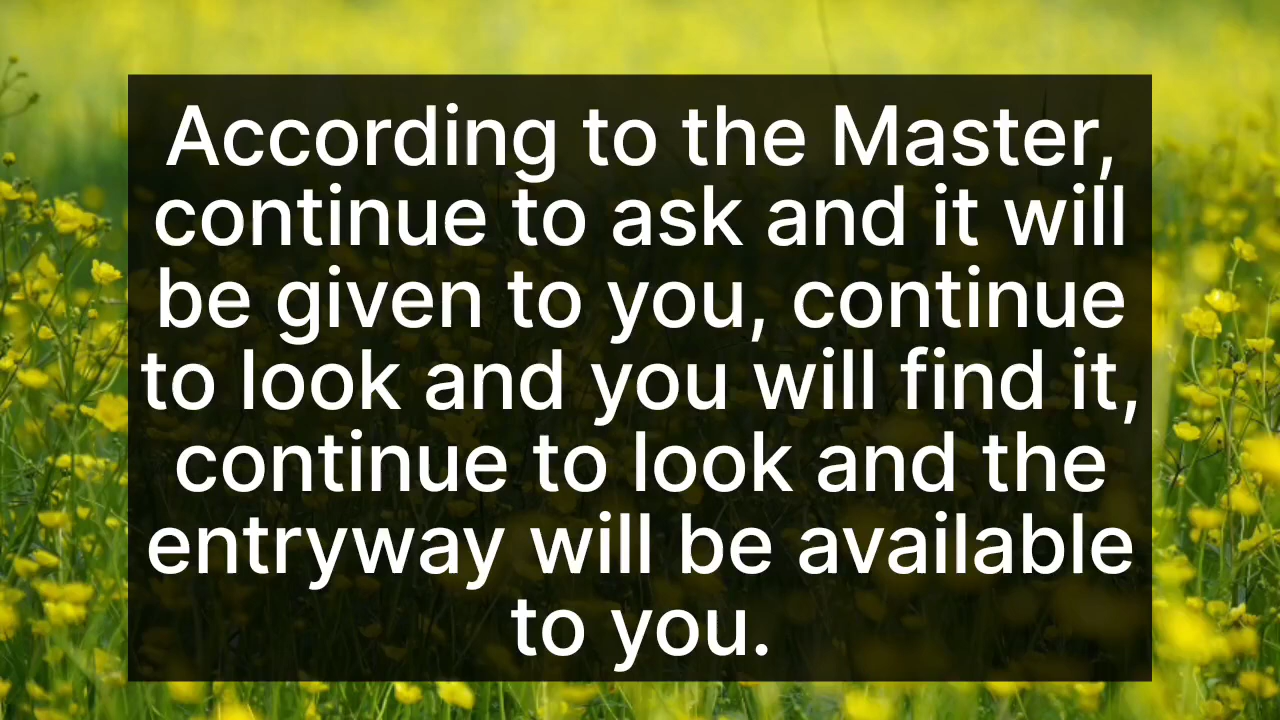 According to the Master,
continue to ask and it will
be given to you, continue
to look and you will find it,
continue to look and the
entryway will be available
to you.